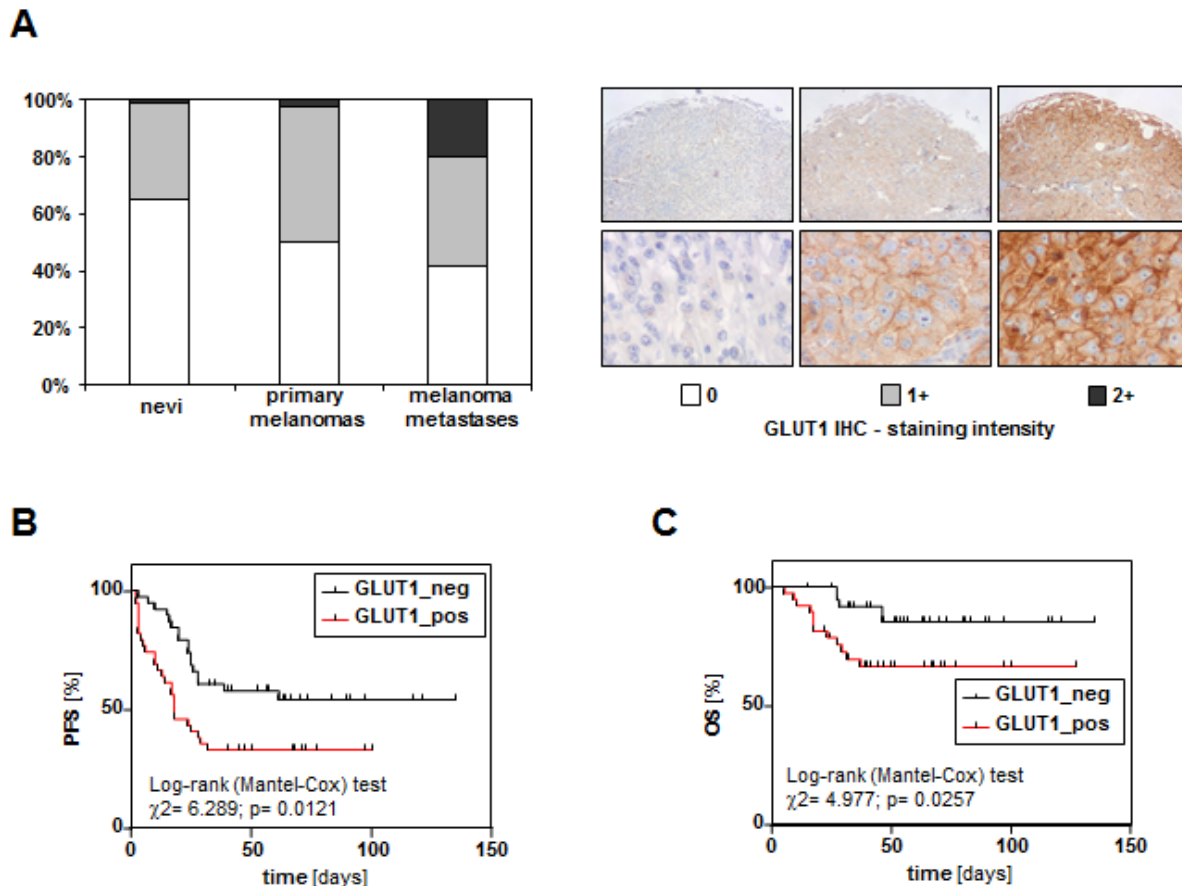 A
100%
80%
60%
40%
20%
0%
nevi
primary
melanomas
melanoma
metastases
0
1+
2+
GLUT1 IHC - staining intensity
B
100
50
0
PFS [%]
GLUT1_neg
GLUT1_pos
Log-rank (Mantel-Cox) test
χ2= 6.289; p= 0.0121
0
50
100
150
time [days]
C
100
50
0
OS [%]
GLUT1_neg
GLUT1_pos
Log-rank (Mantel-Cox) test
χ2= 4.977; p= 0.0257
0
50
100
150
time [days]